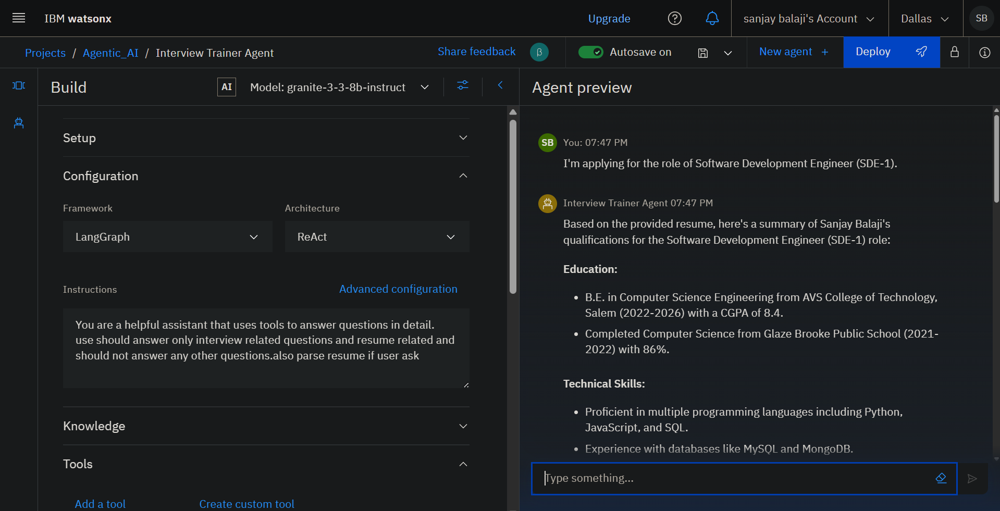 IBM watsonx
Upgrade
sanjay balaji's Account
Dallas
SB
Projects / Agentic_AI / Interview Trainer Agent
Share feedback
β
Autosave on
New agent +
Deploy
Build
AI
Model: granite-3-3-8b-instruct
Setup
Configuration
Framework
Architecture
LangGraph
ReAct
Instructions
Advanced configuration
You are a helpful assistant that uses tools to answer questions in detail.
use should answer only interview related questions and resume related and
should not answer any other questions.also parse resume if user ask
Knowledge
Tools
Add a tool
Create custom tool
Agent preview
SB
You: 07:47 PM
I'm applying for the role of Software Development Engineer (SDE-1).
Interview Trainer Agent 07:47 PM
Based on the provided resume, here's a summary of Sanjay Balaji's
qualifications for the Software Development Engineer (SDE-1) role:
Education:
• B.E. in Computer Science Engineering from AVS College of Technology,
Salem (2022-2026) with a CGPA of 8.4.
• Completed Computer Science from Glaze Brooke Public School (2021-
2022) with 86%.
Technical Skills:
• Proficient in multiple programming languages including Python,
JavaScript, and SQL.
• Experience with databases like MySQL and MongoDB.
Type something...